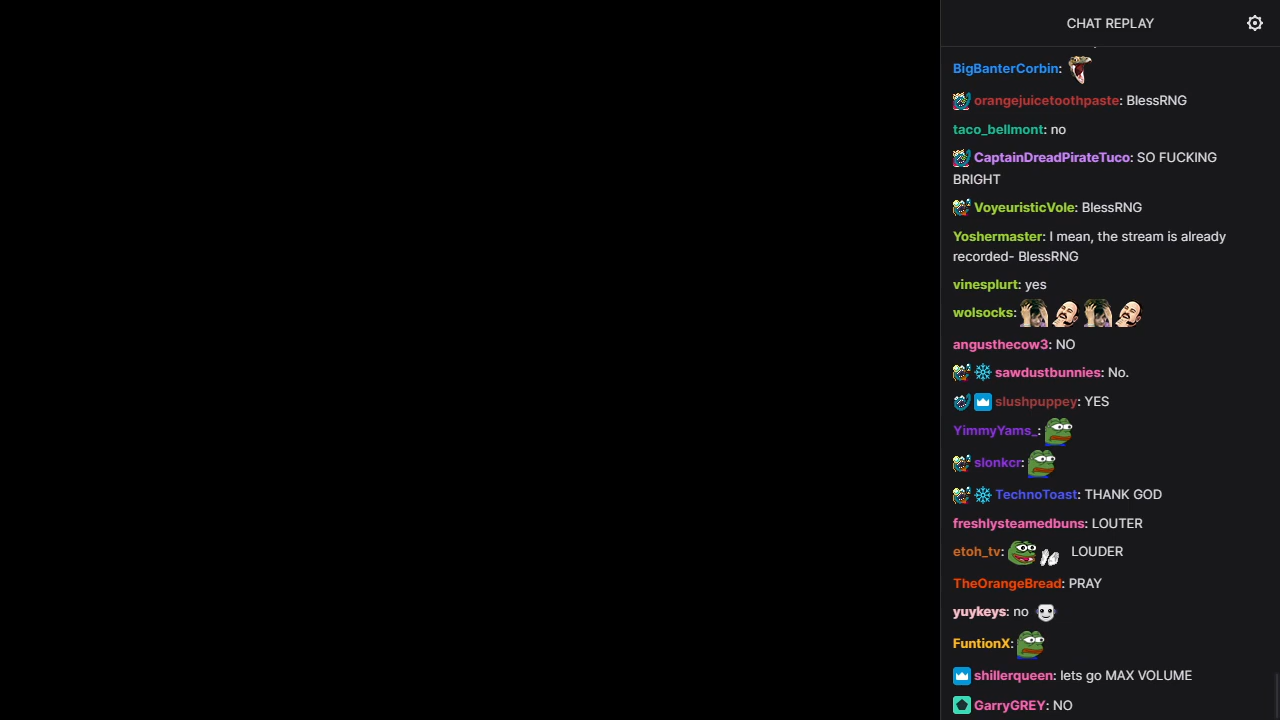 CHAT REPLAY
BigBanterCorbin:
orangejuicetoothpaste: BlessRNG
taco_bellmont: no
CaptainDreadPirateTuco: SO FUCKING
BRIGHT
VoyeuristicVole: BlessRNG
Yoshermaster: I mean, the stream is already
recorded- BlessRNG
vinesplurt: yes
wolsocks:
angusthecow3: NO
sawdustbunnies: No.
slushpuppey: YES
YimmyYams_:
slonkcr:
TechnoToast: THANK GOD
freshlysteamedbuns: LOUTER
etoh_tv: LOUDER
TheOrangeBread: PRAY
yuykeys: no
FuntionX:
shillerqueen: lets go MAX VOLUME
GarryGREY: NO